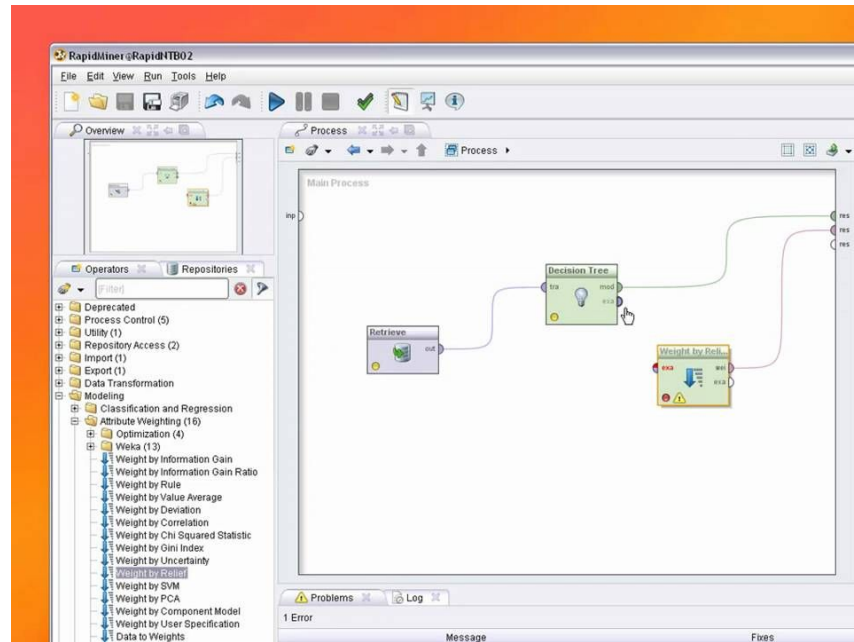 RapidMiner@RapidNTB02
File Edit View Run Tools Help
Overview
Process
Process
Main Process
inp
res
res
res
Decision Tree
tra mod
exa
Retrieve
out
Weight by Reli...
exa wei
exa
Operators Repositories
[Filter]
Deprecated
Process Control (5)
Utility (1)
Repository Access (2)
Import (1)
Export (1)
Data Transformation
Modeling
Classification and Regression
Attribute Weighting (16)
Optimization (4)
Weka (13)
Weight by Information Gain
Weight by Information Gain Ratio
Weight by Rule
Weight by Value Average
Weight by Deviation
Weight by Correlation
Weight by Chi Squared Statistic
Weight by Gini Index
Weight by Uncertainty
Weight by Relief
Weight by SVM
Weight by PCA
Weight by Component Model
Weight by User Specification
Data to Weights
Problems Log
1 Error
Message Fixes